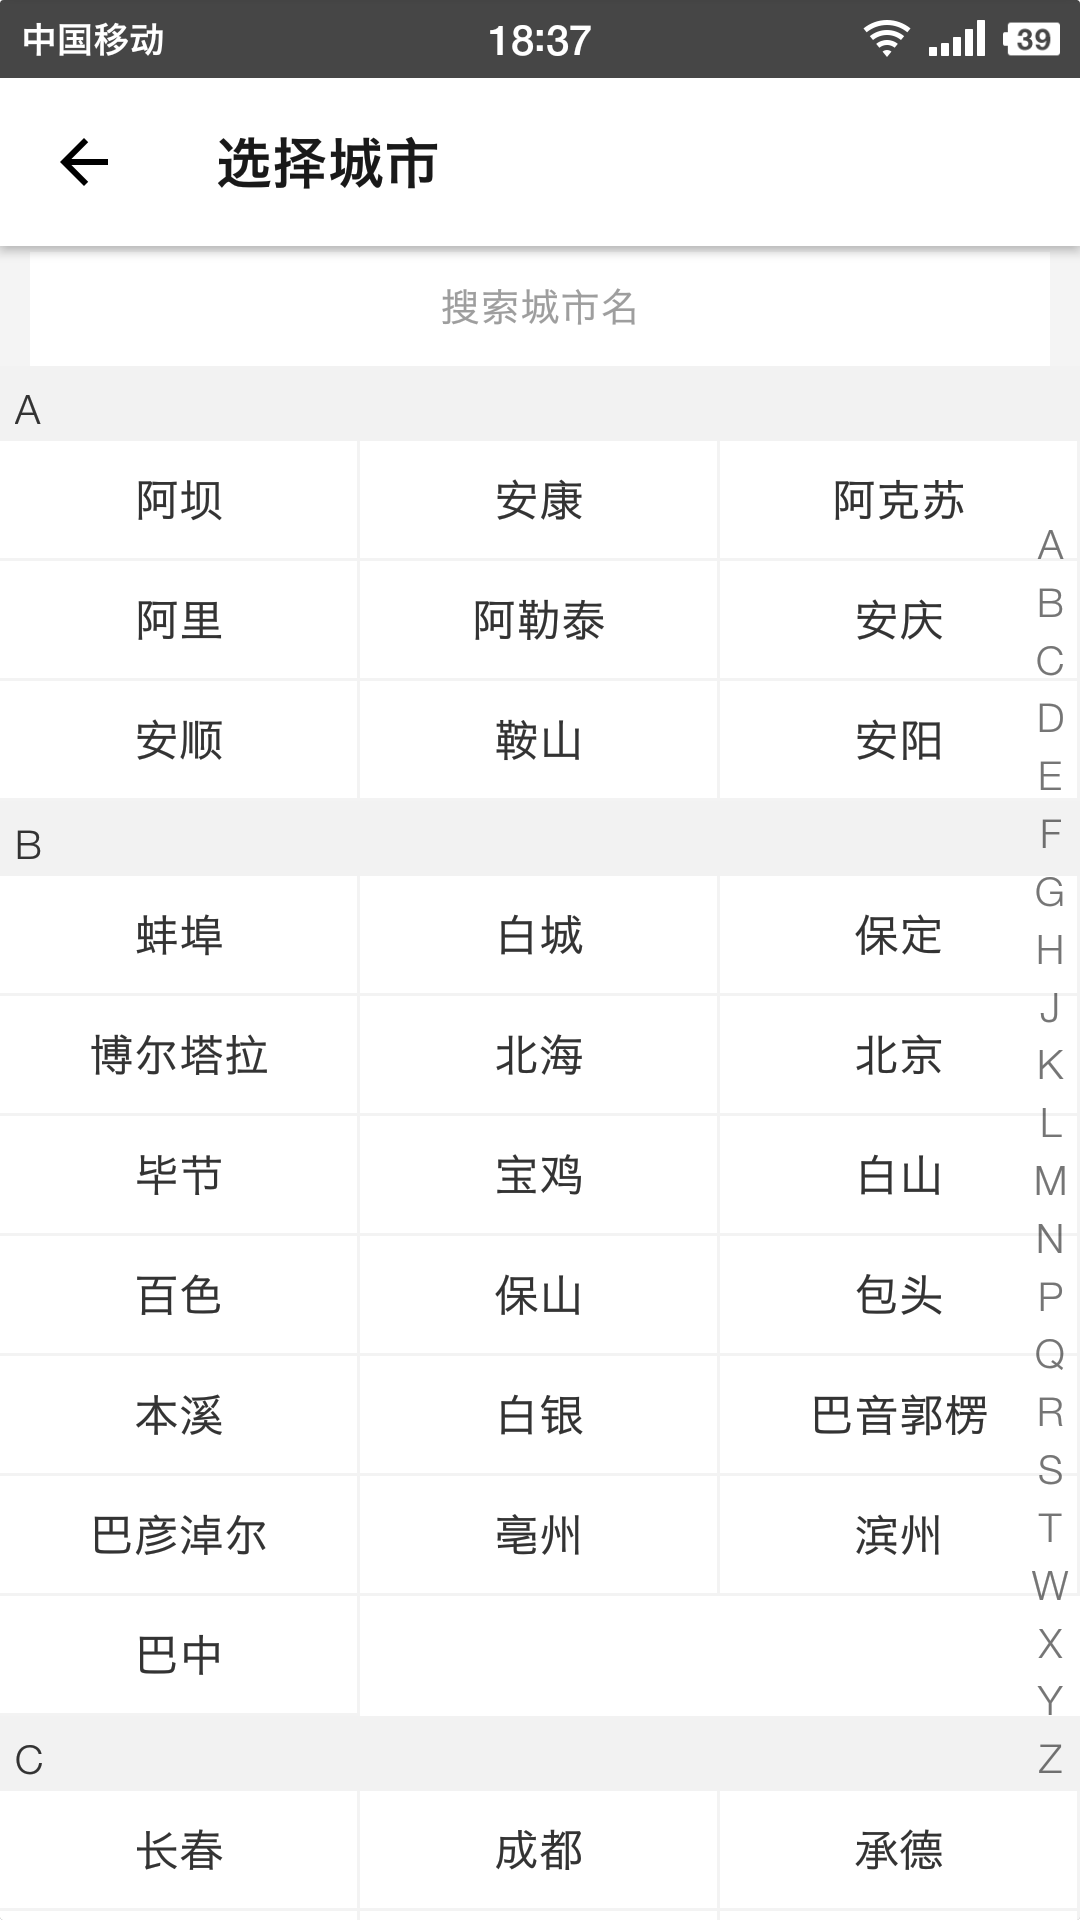 中国移动 18:37 39
选择城市
搜索城市名
A
阿坝 安康 阿克苏
阿里 阿勒泰 安庆
安顺 鞍山 安阳
B
蚌埠 白城 保定
博尔塔拉 北海 北京
毕节 宝鸡 白山
百色 保山 包头
本溪 白银 巴音郭楞
巴彦淖尔 亳州 滨州
巴中
C
长春 成都 承德
A
B
C
D
E
F
G
H
J
K
L
M
N
P
Q
R
S
T
W
X
Y
Z